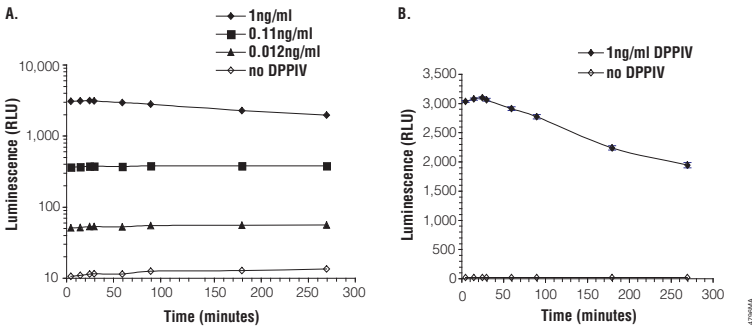 A.
1ng/ml
0.11ng/ml
0.012ng/ml
no DPPIV
Luminescence (RLU)
10,000
1,000
100
10
0 50 100 150 200 250 300
Time (minutes)
B.
1ng/ml DPPIV
no DPPIV
Luminescence (RLU)
3,500
3,000
2,500
2,000
1,500
1,000
500
0
0 50 100 150 200 250 300
Time (minutes)